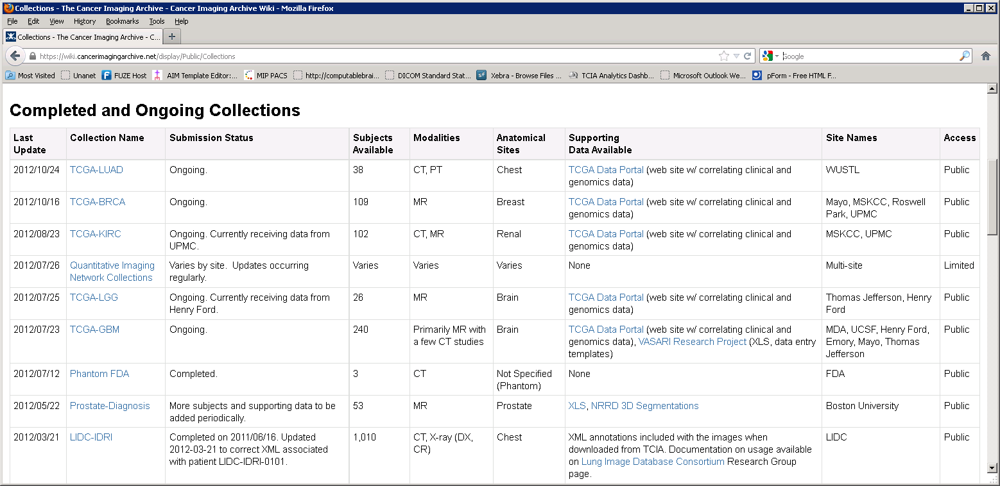 Collections - The Cancer Imaging Archive - Cancer Imaging Archive Wiki - Mozilla Firefox
File Edit View History Bookmarks Tools Help
Collections - The Cancer Imaging Archive - C...
https://wiki.cancerimagingarchive.net/display/Public/Collections
Google
Most Visited Unanet FUZE Host AIM Template Editor:... MIP PACS http://computablebrai... DICOM Standard Stat... sf Xebra - Browse Files ... TCIA Analytics Dashb... Microsoft Outlook We... pForm - Free HTML F...
Completed and Ongoing Collections
Last Update Collection Name Submission Status Subjects Available Modalities Anatomical Sites Supporting Data Available Site Names Access
2012/10/24 TCGA-LUAD Ongoing. 38 CT, PT Chest TCGA Data Portal (web site w/ correlating clinical and genomics data) WUSTL Public
2012/10/16 TCGA-BRCA Ongoing. 109 MR Breast TCGA Data Portal (web site w/ correlating clinical and genomics data) Mayo, MSKCC, Roswell Park, UPMC Public
2012/08/23 TCGA-KIRC Ongoing. Currently receiving data from UPMC. 102 CT, MR Renal TCGA Data Portal (web site w/ correlating clinical and genomics data) MSKCC, UPMC Public
2012/07/26 Quantitative Imaging Network Collections Varies by site. Updates occurring regularly. Varies Varies Varies None Multi-site Limited
2012/07/25 TCGA-LGG Ongoing. Currently receiving data from Henry Ford. 26 MR Brain TCGA Data Portal (web site w/ correlating clinical and genomics data) Thomas Jefferson, Henry Ford Public
2012/07/23 TCGA-GBM Ongoing. 240 Primarily MR with a few CT studies Brain TCGA Data Portal (web site w/ correlating clinical and genomics data), VASARI Research Project (XLS, data entry templates) MDA, UCSF, Henry Ford, Emory, Mayo, Thomas Jefferson Public
2012/07/12 Phantom FDA Completed. 3 CT Not Specified (Phantom) None FDA Public
2012/05/22 Prostate-Diagnosis More subjects and supporting data to be added periodically. 53 MR Prostate XLS, NRRD 3D Segmentations Boston University Public
2012/03/21 LIDC-IDRI Completed on 2011/06/16. Updated 2012-03-21 to correct XML associated with patient LIDC-IDRI-0101. 1,010 CT, X-ray (DX, CR) Chest XML annotations included with the images when downloaded from TCIA. Documentation on usage available on Lung Image Database Consortium Research Group page. LIDC Public